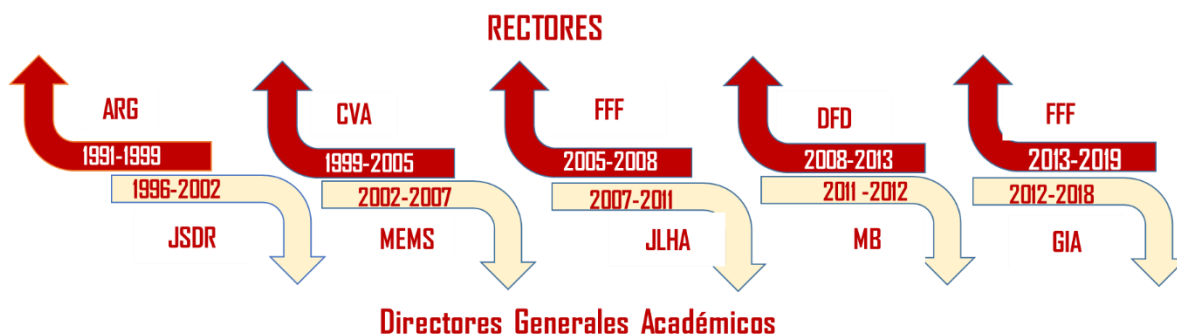 RECTORES
ARG
CVA
FFF
DFD
FFF
1991-1999
1999-2005
2005-2008
2008-2013
2013-2019
1996-2002
2002-2007
2007-2011
2011 -2012
2012-2018
JSDR
MEMS
JLHA
MB
GIA
Directores Generales Académicos